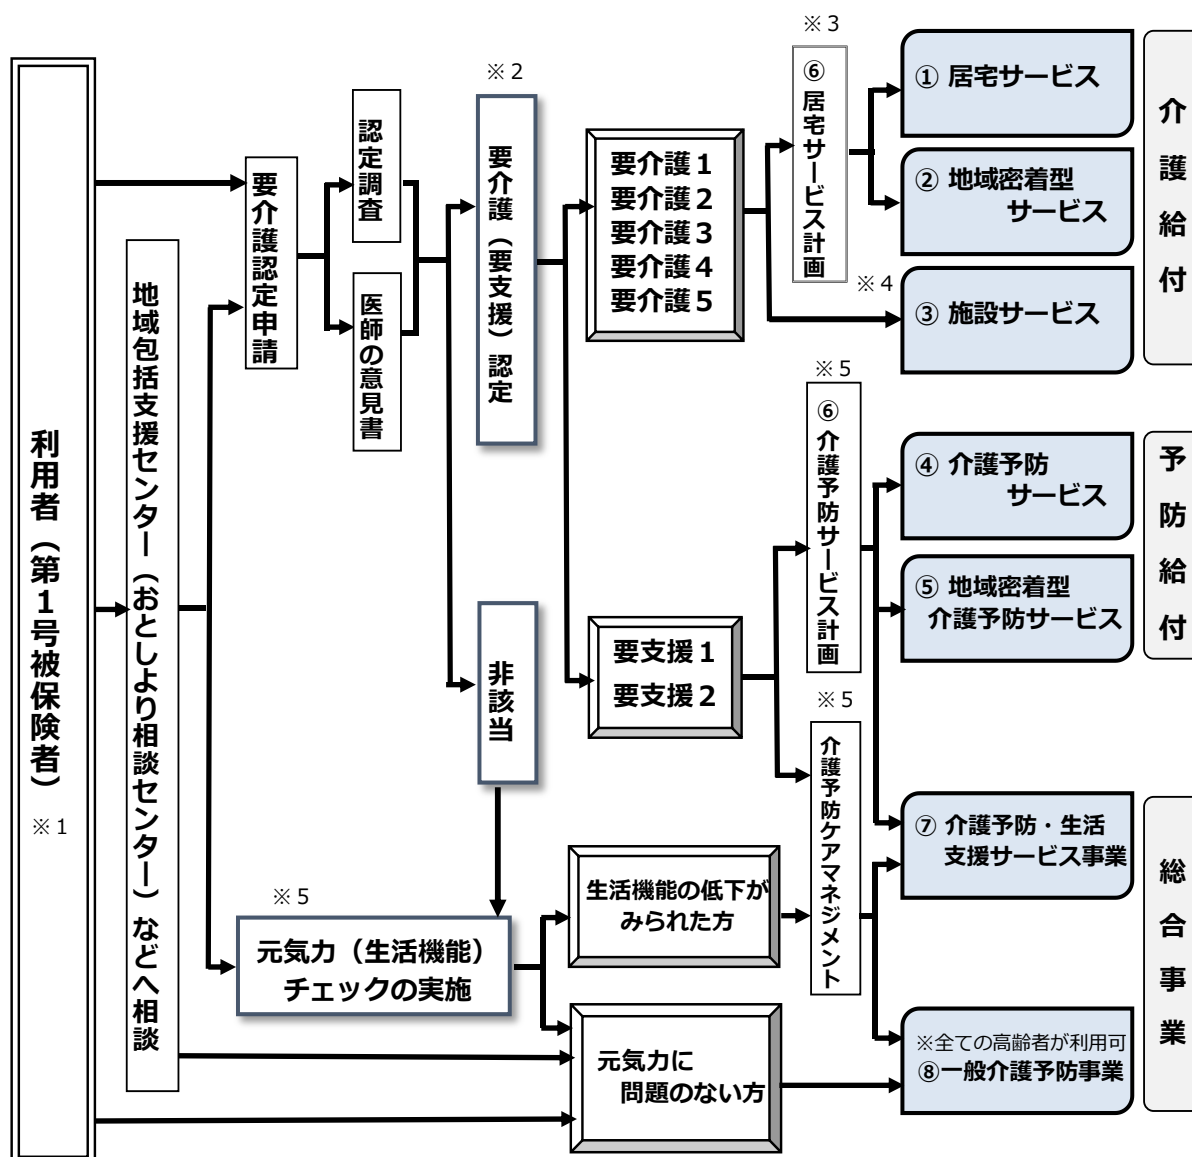 利用者（第１号被保険者）
※１
地域包括支援センター（おとしより相談センター）などへ相談
要介護認定申請
認定調査
医師の意見書
※２
要介護（要支援）認定
非該当
※５
元気力（生活機能）
チェックの実施
要介護１
要介護２
要介護３
要介護４
要介護５
要支援１
要支援２
生活機能の低下が
みられた方
元気力に
問題のない方
※３
⑥居宅サービス計画
※４
※５
⑥介護予防サービス計画
※５
介護予防ケアマネジメント
① 居宅サービス
② 地域密着型
サービス
③ 施設サービス
④ 介護予防
サービス
⑤ 地域密着型
介護予防サービス
⑦ 介護予防・生活
支援サービス事業
※全ての高齢者が利用可
⑧一般介護予防事業
介護給付
予防給付
総合事業